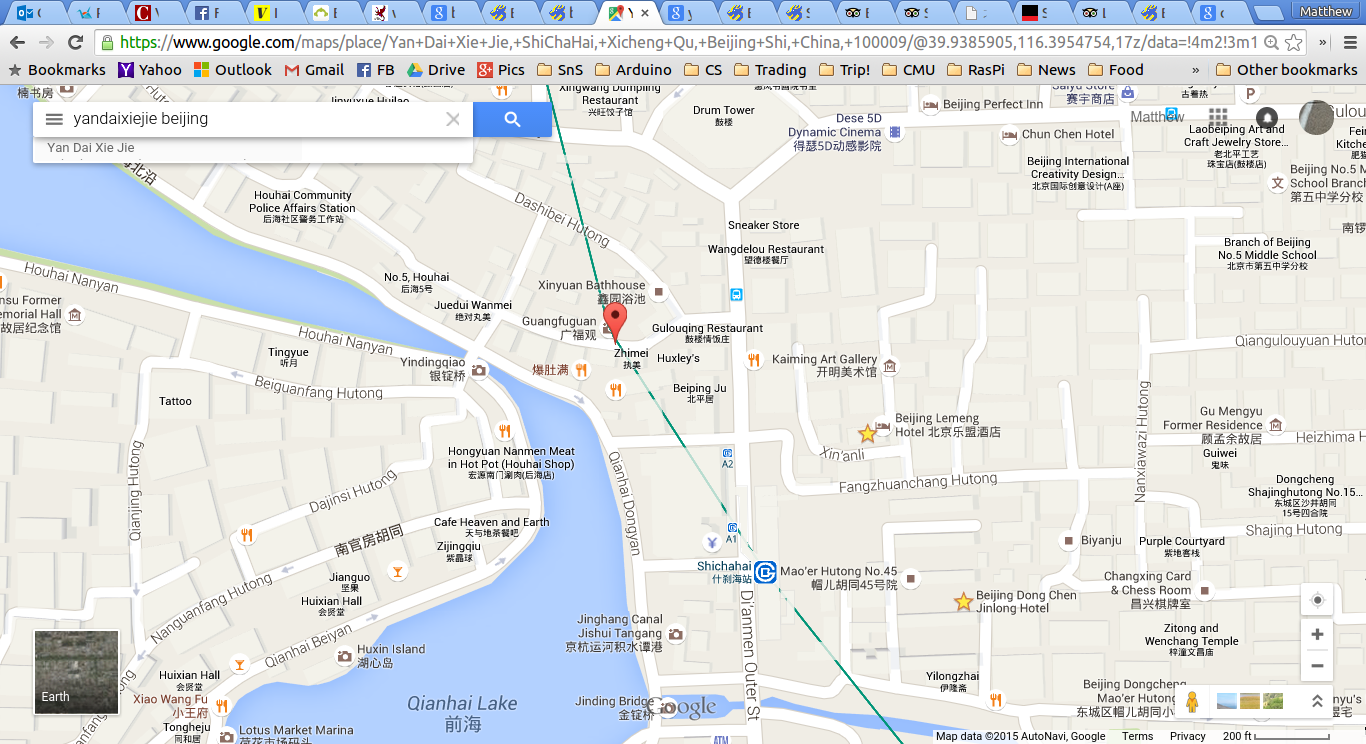 Matthew
https://www.google.com/maps/place/Yan+Dai+Xie+Jie,+ShiChaHai,+Xicheng+Qu,+Beijing+Shi,+China,+100009/@39.9385905,116.3954754,17z/data=!4m2!3m1
Bookmarks Yahoo Outlook Gmail FB Drive Pics SnS Arduino CS Trading Trip! CMU RasPi News Food » Other bookmarks
yandaixiejie beijing
Yan Dai Xie Jie
Xingwang Dumpling
Restaurant
兴旺饺子馆
Drum Tower
鼓楼
Dese 5D
Dynamic Cinema
得瑟5D动感影院
Beijing Perfect Inn
赛宇商店
Matthew
Chun Chen Hotel
Laobeiping Art and
Craft Jewelry Store...
老北平工艺
珠宝店(鼓楼店)
Beijing International
Creativity Design...
北京国际创意设计(A座)
Beijing No.5 M
School Branc
第五中学分校
Houhai Community
Police Affairs Station
后海社区警务工作站
Dashibei Hutong
Sneaker Store
Wangdelou Restaurant
望德楼餐厅
Branch of Beijing
No.5 Middle School
北京市第五中学分校
Houhai Nanyan
No.5, Houhai
后海5号
Xinyuan Bathhouse
鑫园浴池
Juedui Wanmei
绝对丸美
Guangfuguan
广福观
Gulouqing Restaurant
鼓楼情饭庄
Zhimei
执美
Huxley's
Houhai Nanyan
Tingyue
听月
Yindingqiao
银锭桥
爆肚满
Kaiming Art Gallery
开明美术馆
Qiangulouyuan Hutong
Beiguanfang Hutong
Tattoo
Beiping Ju
北平居
Beijing Lemeng
Hotel 北京乐盟酒店
Gu Mengyu
Former Residence
顾孟余故居
Guiwei
鬼味
Heizhima H
Xin'anli
Hongyuan Nanmen Meat
in Hot Pot (Houhai Shop)
宏源南门涮肉(后海店)
Qianhai Dongyan
A2
Fangzhuanchang Hutong
Nanxiawazi Hutong
Dongcheng
Shajinghutong No.15...
东城区沙井胡同
15号四合院
Qianjing Hutong
Dajinsi Hutong
Cafe Heaven and Earth
天与地茶餐吧
Zijingqiu
紫晶球
南官房胡同
A1
Shajing Hutong
Biyanju
Purple Courtyard
紫地客栈
Shichahai
什刹海站
Mao'er Hutong No.45
帽儿胡同45号院
Jianguo
坚果
Huixian Hall
会贤堂
Nanguanfang Hutong
Beijing Dong Chen
Jinlong Hotel
Changxing Card
& Chess Room
昌兴棋牌室
Qianhai Beiyan
Jinghang Canal
Jishui Tangang
京杭运河积水潭港
Di'anmen Outer St
Zitong and
Wenchang Temple
梓潼文昌庙
Huxin Island
湖心岛
Huixian Hall
会贤堂
Yilongzhai
伊隆斋
Earth
Xiao Wang Fu
小王府
Qianhai Lake
前海
Jinding Bridge
金锭桥
Google
Beijing Dongcheng
Mao'er Hutong
东城区帽儿胡同
Tongheju
同和居
Lotus Market Marina
荷花市场码头
ATM
Map data ©2015 AutoNavi, Google Terms Privacy 200 ft